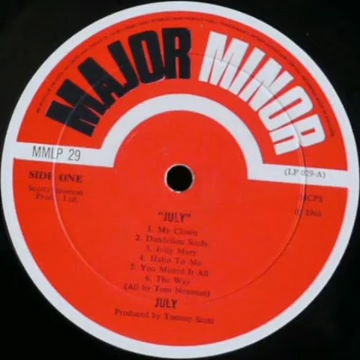 MAJOR MINOR
MMLP 29
(LP 029-A)
SIDE ONE
MCPS
"JULY"
1. My Clown
2. Dandelion Seeds
3. Jolly Mary
4. Hallo To Me
5. You Missed It All
6. The Way
(All by Tom Newman)
JULY
Produced by Tommy Scott